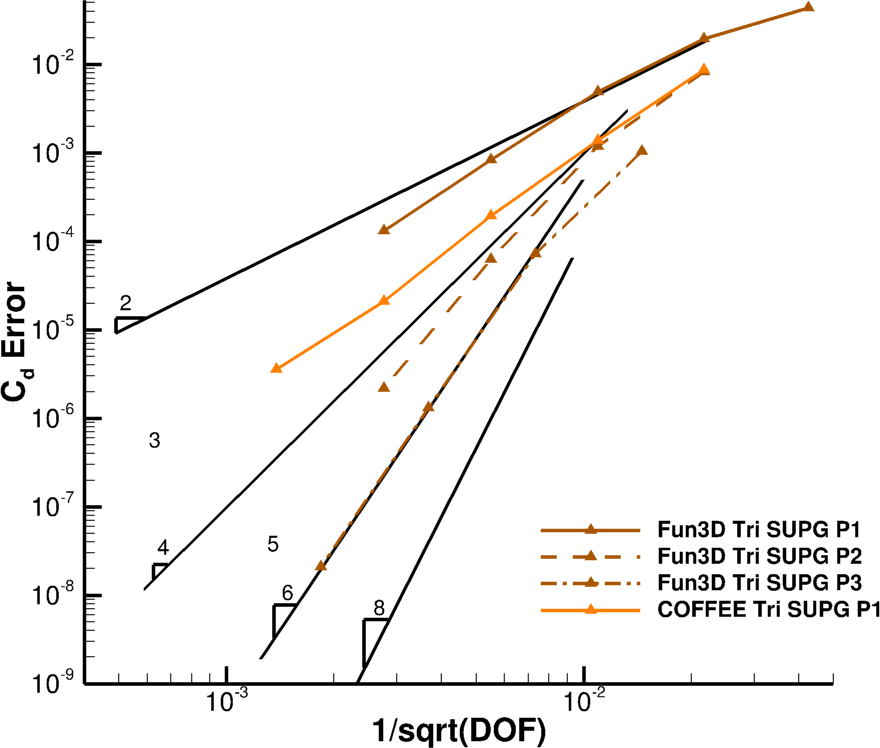 10-2
10-3
10-4
10-5
10-6
10-7
10-8
10-9
Cd Error
2
3
4
5
6
8
Fun3D Tri SUPG P1
Fun3D Tri SUPG P2
Fun3D Tri SUPG P3
COFFEE Tri SUPG P1
10-3
10-2
1/sqrt(DOF)